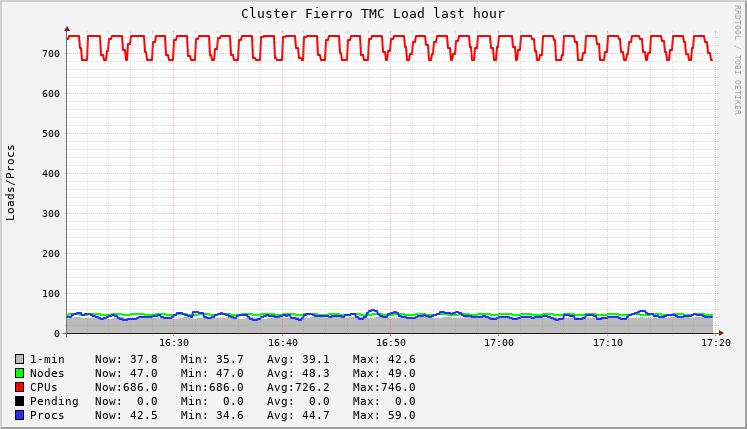 Cluster Fierro TMC Load last hour
RRDTOOL / TOBI OETIKER
Loads/Procs
700
600
500
400
300
200
100
0
16:30 16:40 16:50 17:00 17:10 17:20
1-min Now: 37.8 Min: 35.7 Avg: 39.1 Max: 42.6
Nodes Now: 47.0 Min: 47.0 Avg: 48.3 Max: 49.0
CPUs Now:686.0 Min:686.0 Avg:726.2 Max:746.0
Pending Now: 0.0 Min: 0.0 Avg: 0.0 Max: 0.0
Procs Now: 42.5 Min: 34.6 Avg: 44.7 Max: 59.0